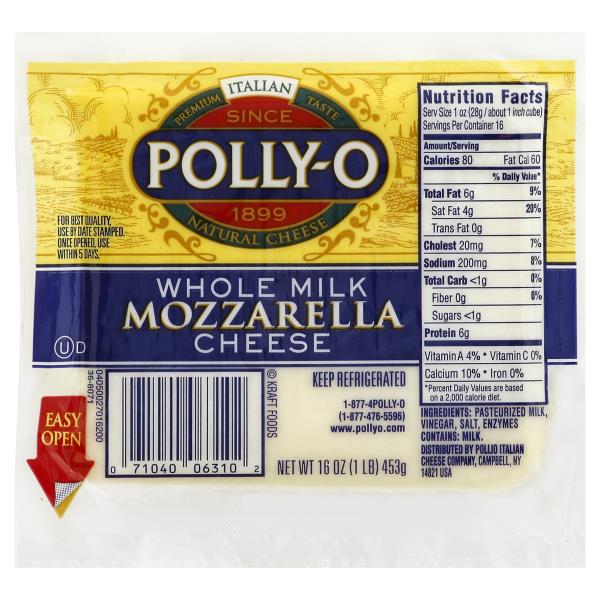 ITALIAN
PREMIUM TASTE
SINCE
POLLY-O
1899
NATURAL CHEESE
FOR BEST QUALITY,
USE BY DATE STAMPED.
ONCE OPENED, USE
WITHIN 5 DAYS.
WHOLE MILK
MOZZARELLA
CHEESE
U D
EASY
OPEN
04050027016200
36-8071
0 71040 06310 2
© KRAFT FOODS
KEEP REFRIGERATED
1-877-4POLLY-O
(1-877-476-5596)
www.pollyo.com
NET WT 16 OZ (1 LB) 453g
Nutrition Facts
Serv Size 1 oz (28g / about 1 inch cube)
Servings Per Container 16
Amount/Serving
Calories 80 Fat Cal 60
% Daily Value*
Total Fat 6g 9%
Sat Fat 4g 20%
Trans Fat 0g
Cholest 20mg 7%
Sodium 200mg 8%
Total Carb <1g 0%
Fiber 0g 0%
Sugars <1g
Protein 6g
Vitamin A 4% • Vitamin C 0%
Calcium 10% • Iron 0%
*Percent Daily Values are based
on a 2,000 calorie diet.
INGREDIENTS: PASTEURIZED MILK,
VINEGAR, SALT, ENZYMES
CONTAINS: MILK.
DISTRIBUTED BY POLLIO ITALIAN
CHEESE COMPANY, CAMPBELL, NY
14821 USA